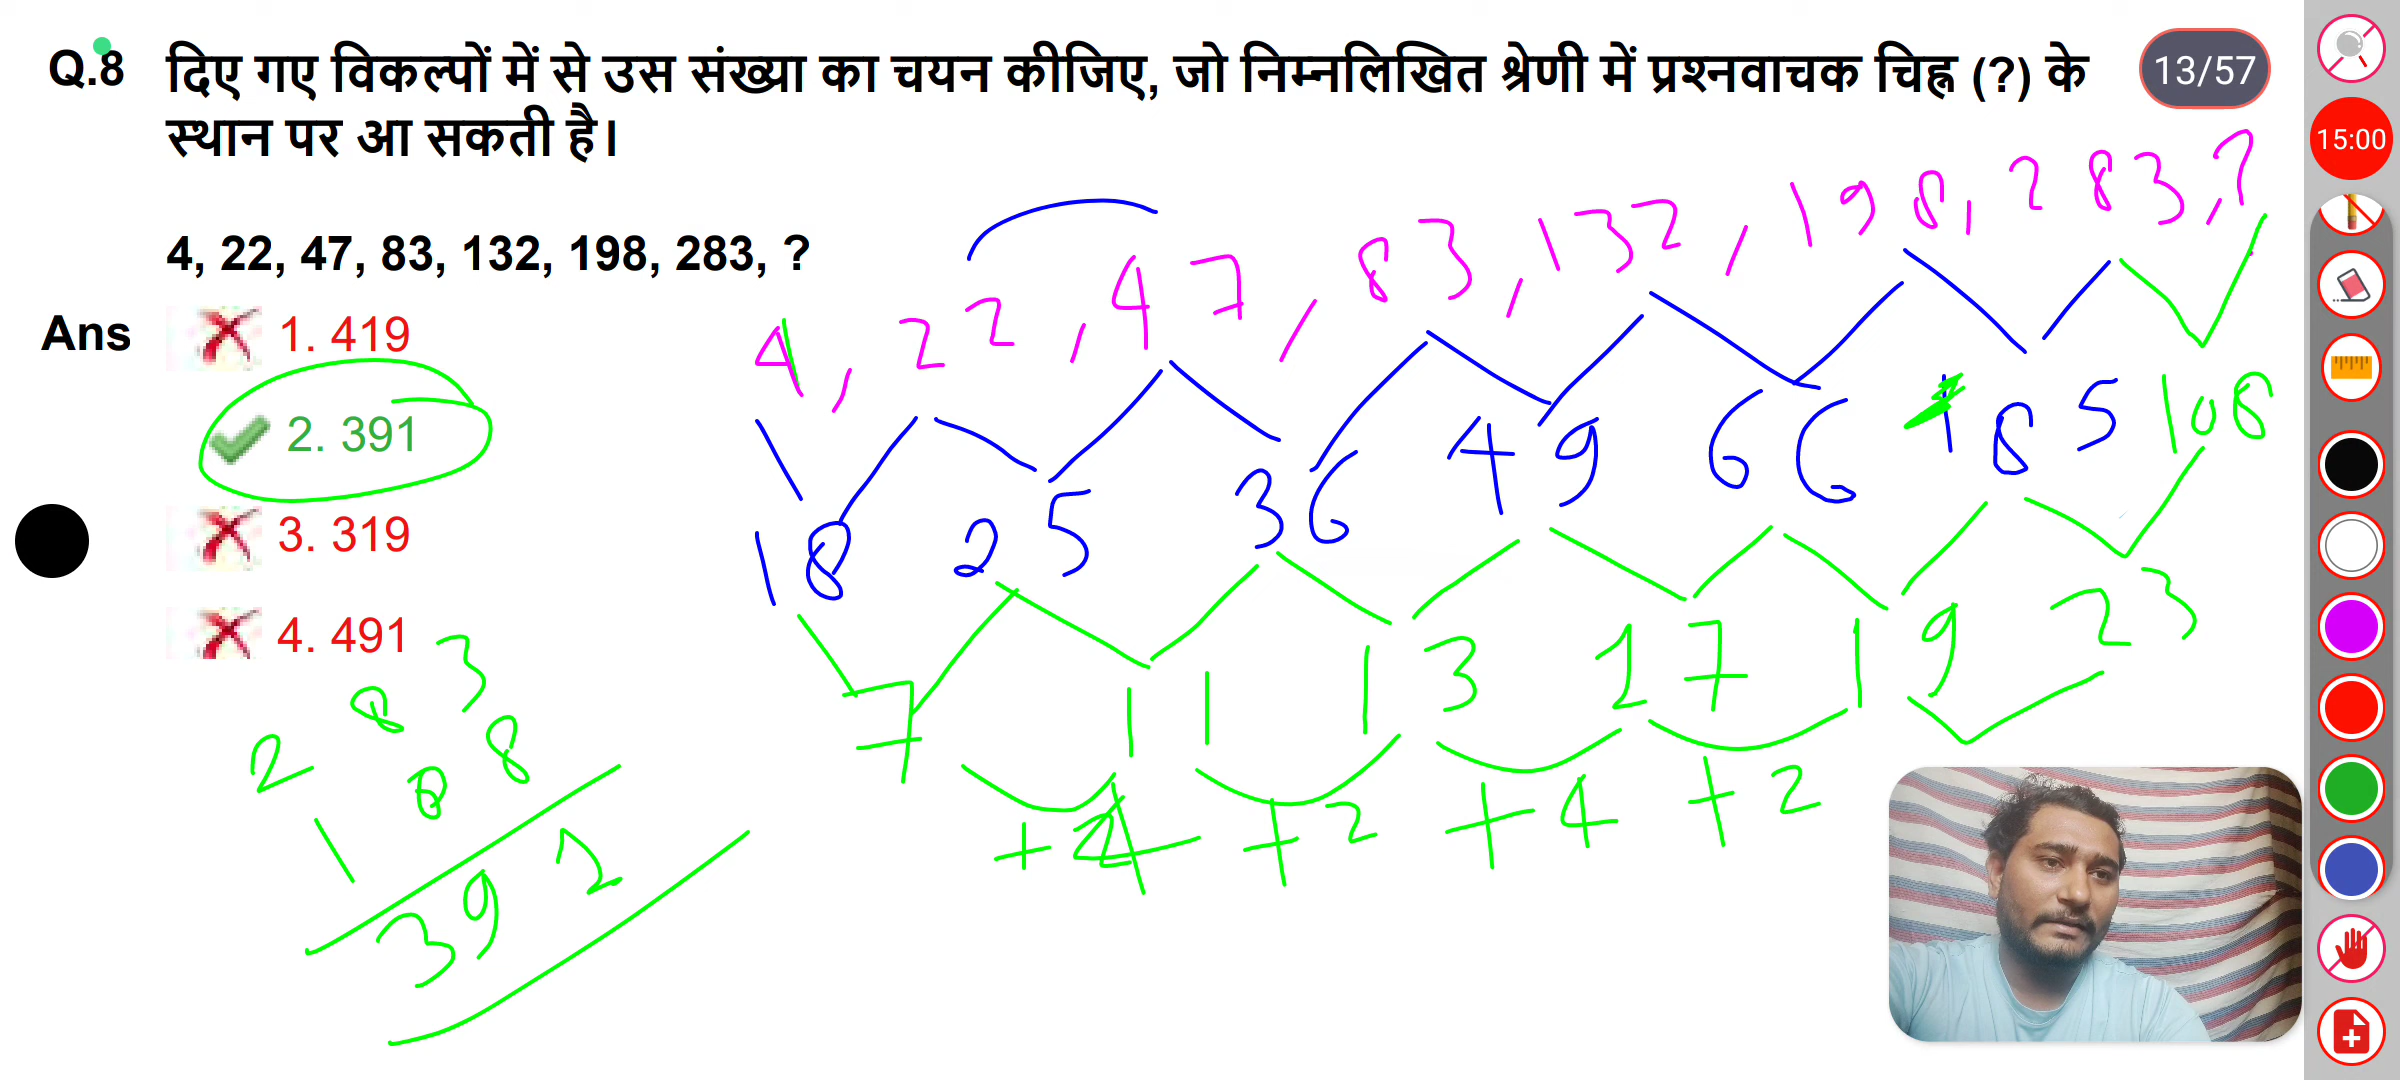 Q.8 दिए गए विकल्पों में से उस संख्या का चयन कीजिए, जो निम्नलिखित श्रेणी में प्रश्नवाचक चिह्न (?) के
स्थान पर आ सकती है।
13/57
15:00
4, 22, 47, 83, 132, 198, 283, ?
4, 22, 47, 83, 132, 198, 283, ?
Ans
1. 419
2. 391
3. 319
4. 491
18 25 36 49 66 85 108
7 11 13 17 19 23
+4 +2 +4 +2
283
108
391